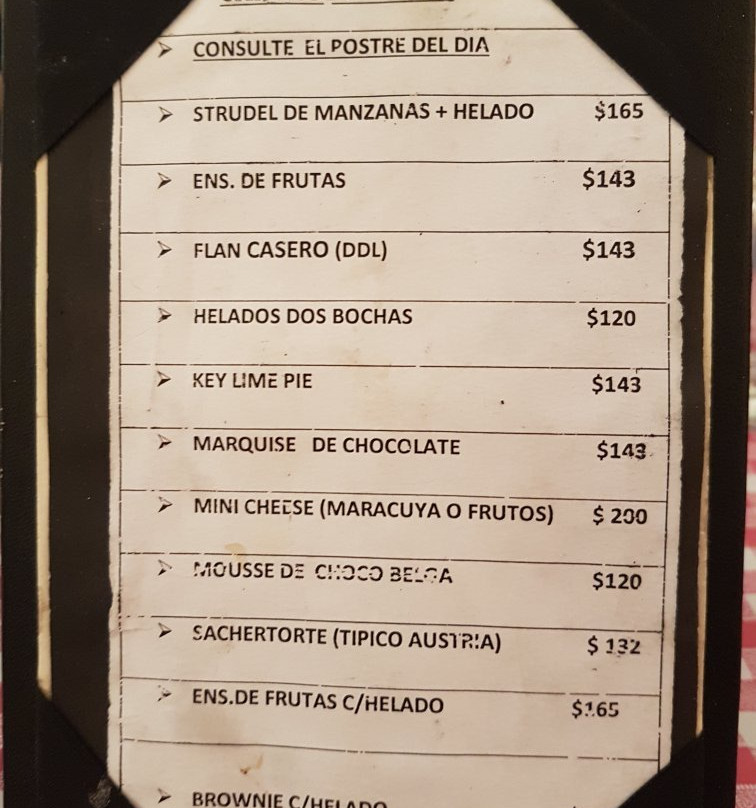 CONSULTE EL POSTRE DEL DIA
STRUDEL DE MANZANAS + HELADO $165
ENS. DE FRUTAS $143
FLAN CASERO (DDL) $143
HELADOS DOS BOCHAS $120
KEY LIME PIE $143
MARQUISE DE CHOCOLATE $143
MINI CHEESE (MARACUYA O FRUTOS) $ 200
MOUSSE DE CHOCO BELGA $120
SACHERTORTE (TIPICO AUSTRIA) $ 132
ENS.DE FRUTAS C/HELADO $165
BROWNIE C/HELADO